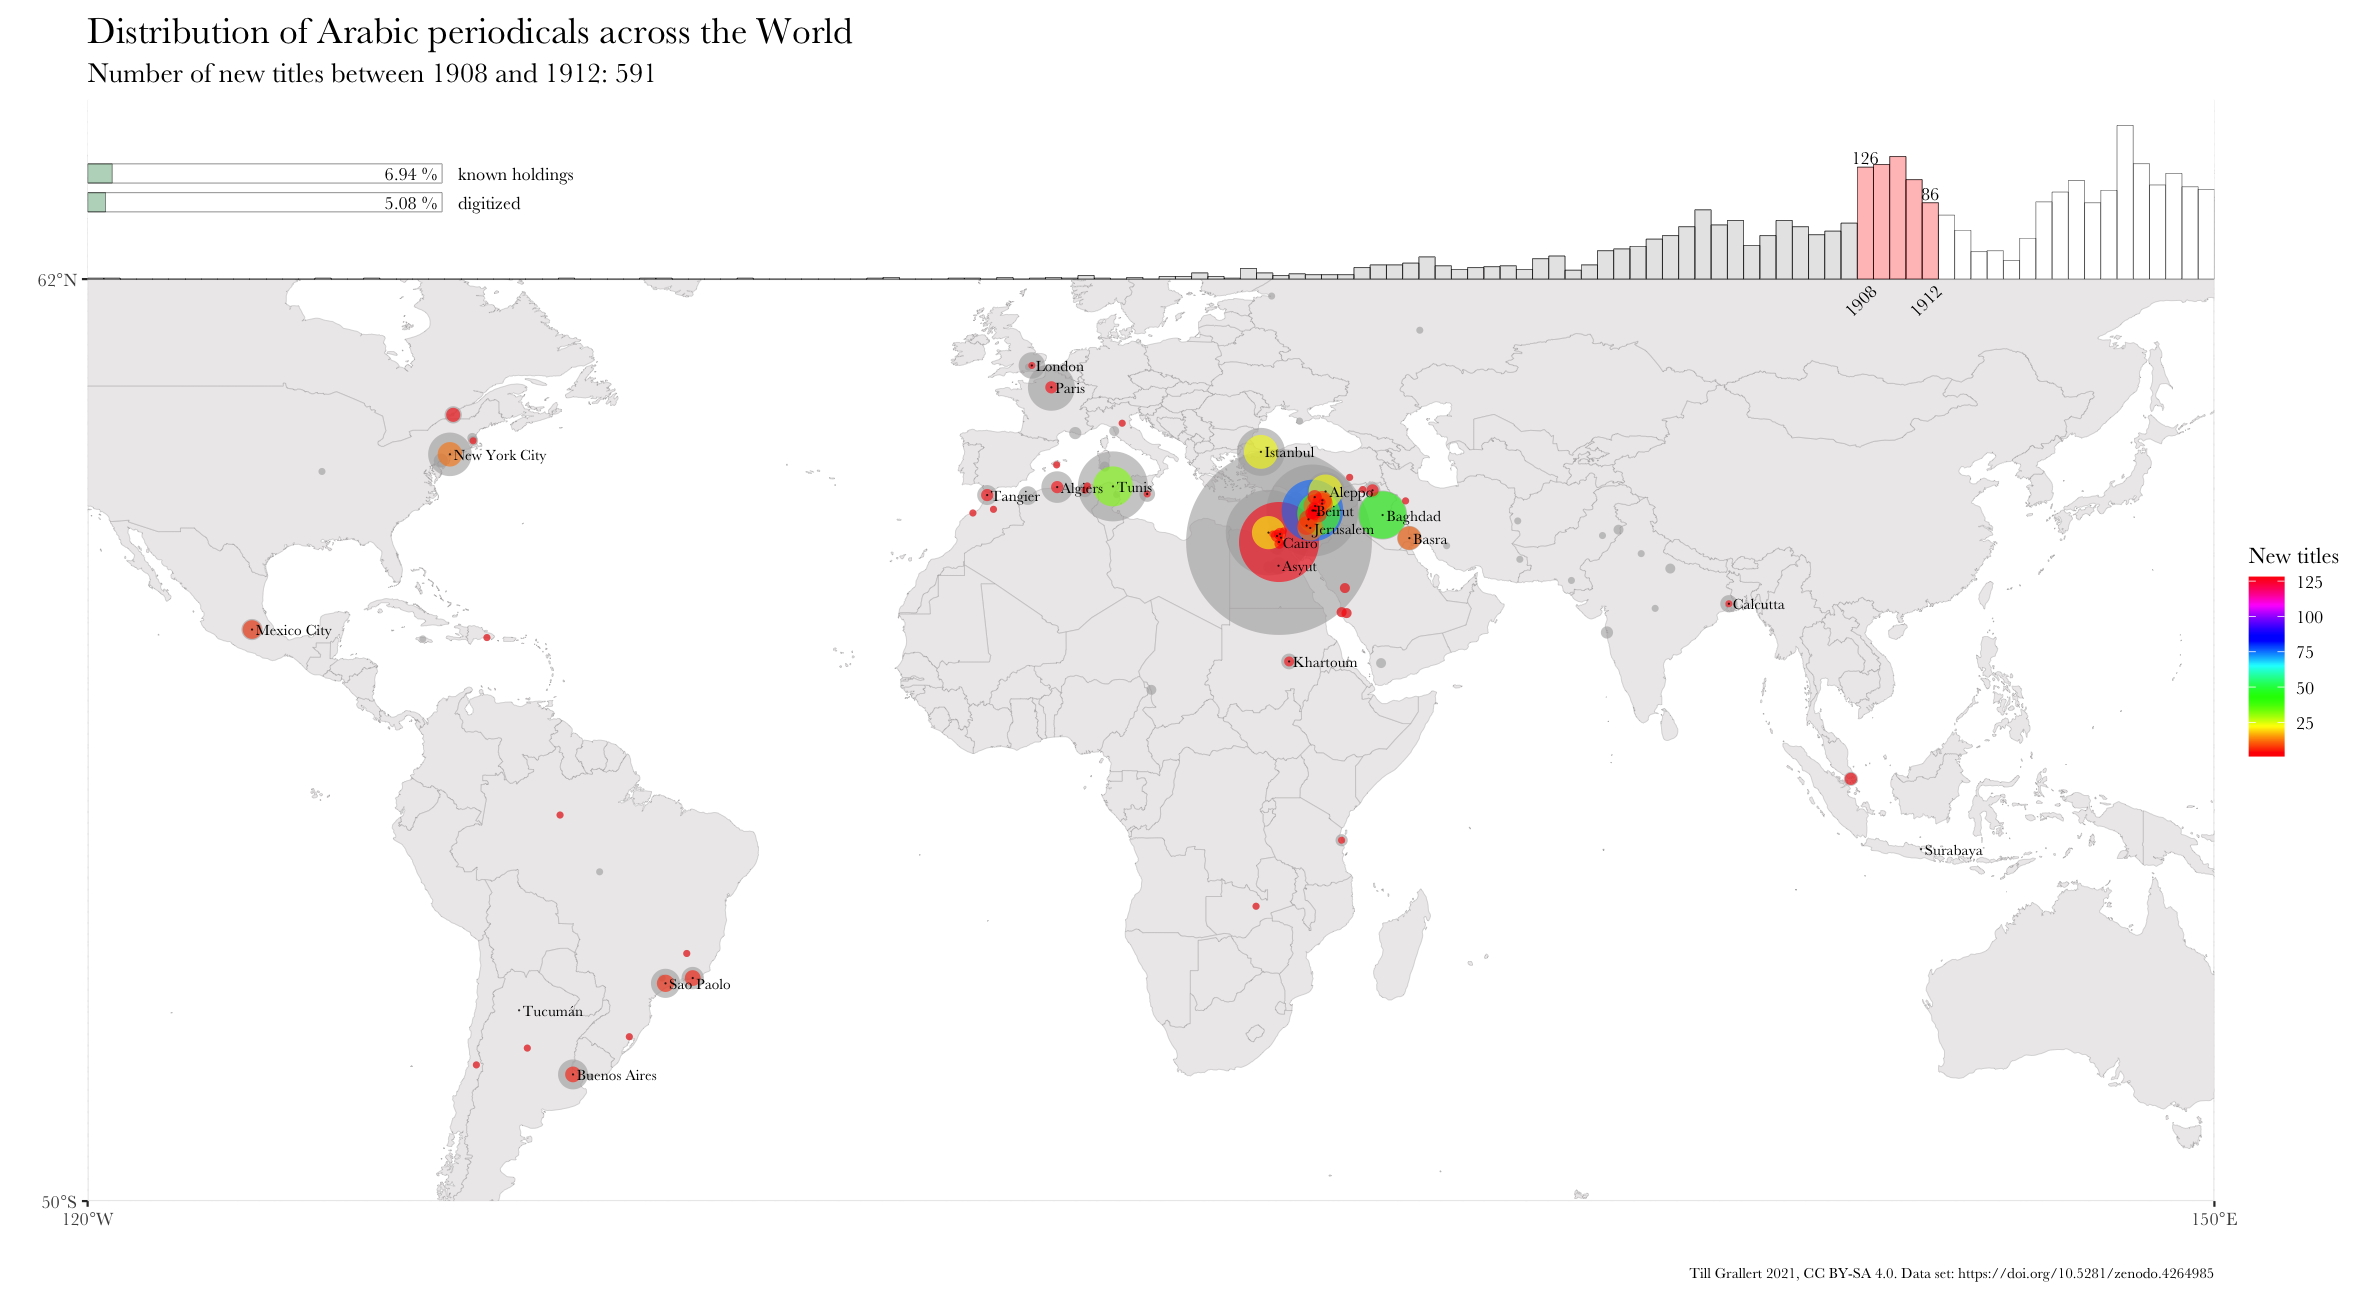 Distribution of Arabic periodicals across the World
Number of new titles between 1908 and 1912: 591
6.94 % known holdings
5.08 % digitized
126
86
1908
1912
62°N
London
Paris
New York City
Istanbul
Tangier
Algiers
Tunis
Aleppo
Beirut
Baghdad
Jerusalem
Basra
Cairo
Asyut
Mexico City
Calcutta
Khartoum
Surabaya
Sao Paolo
Tucumán
Buenos Aires
New titles
125
100
75
50
25
50°S
120°W
150°E
Till Grallert 2021, CC BY-SA 4.0. Data set: https://doi.org/10.5281/zenodo.4264985